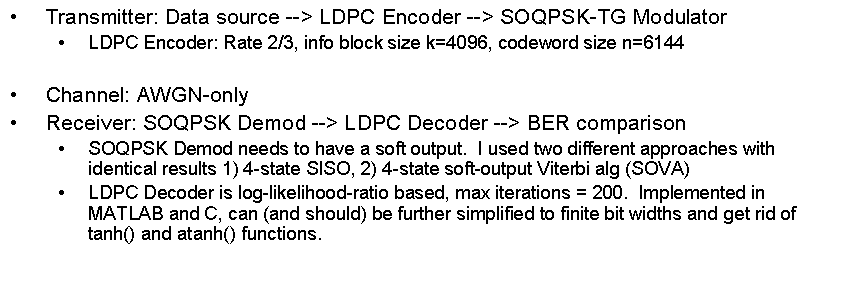 • Transmitter: Data source --> LDPC Encoder --> SOQPSK-TG Modulator
• LDPC Encoder: Rate 2/3, info block size k=4096, codeword size n=6144
• Channel: AWGN-only
• Receiver: SOQPSK Demod --> LDPC Decoder --> BER comparison
• SOQPSK Demod needs to have a soft output. I used two different approaches with
identical results 1) 4-state SISO, 2) 4-state soft-output Viterbi alg (SOVA)
• LDPC Decoder is log-likelihood-ratio based, max iterations = 200. Implemented in
MATLAB and C, can (and should) be further simplified to finite bit widths and get rid of
tanh() and atanh() functions.